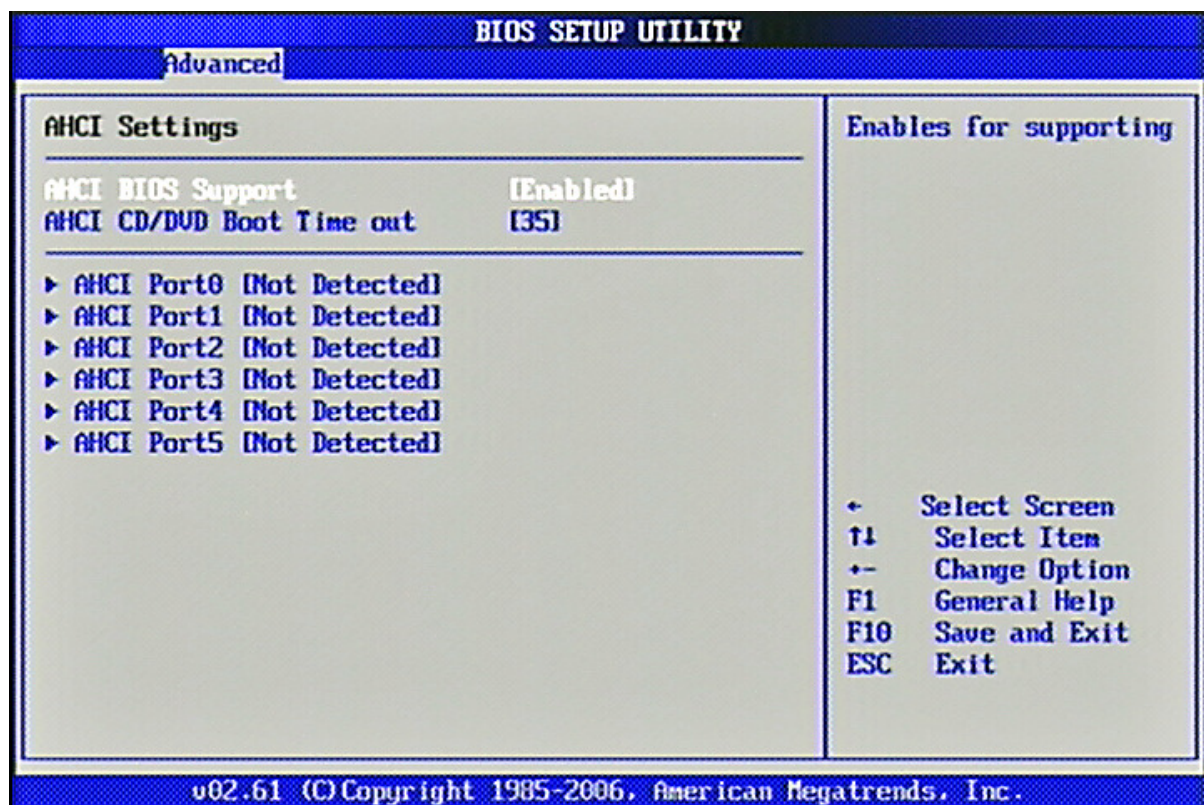 BIOS SETUP UTILITY
Advanced
AHCI Settings
AHCI BIOS Support [Enabled]
AHCI CD/DVD Boot Time out [35]
► AHCI Port0 [Not Detected]
► AHCI Port1 [Not Detected]
► AHCI Port2 [Not Detected]
► AHCI Port3 [Not Detected]
► AHCI Port4 [Not Detected]
► AHCI Port5 [Not Detected]
Enables for supporting
← Select Screen
↑↓ Select Item
+- Change Option
F1 General Help
F10 Save and Exit
ESC Exit
v02.61 (C)Copyright 1985-2006, American Megatrends, Inc.